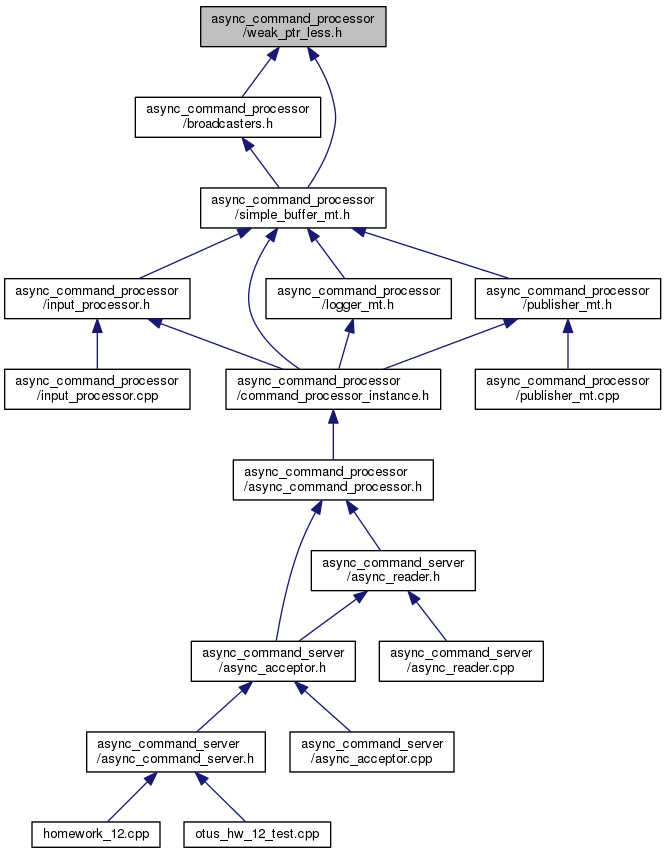 async_command_processor
/weak_ptr_less.h
async_command_processor
/broadcasters.h
async_command_processor
/simple_buffer_mt.h
async_command_processor
/input_processor.h
async_command_processor
/logger_mt.h
async_command_processor
/publisher_mt.h
async_command_processor
/input_processor.cpp
async_command_processor
/command_processor_instance.h
async_command_processor
/publisher_mt.cpp
async_command_processor
/async_command_processor.h
async_command_server
/async_reader.h
async_command_server
/async_acceptor.h
async_command_server
/async_reader.cpp
async_command_server
/async_command_server.h
async_command_server
/async_acceptor.cpp
homework_12.cpp
otus_hw_12_test.cpp